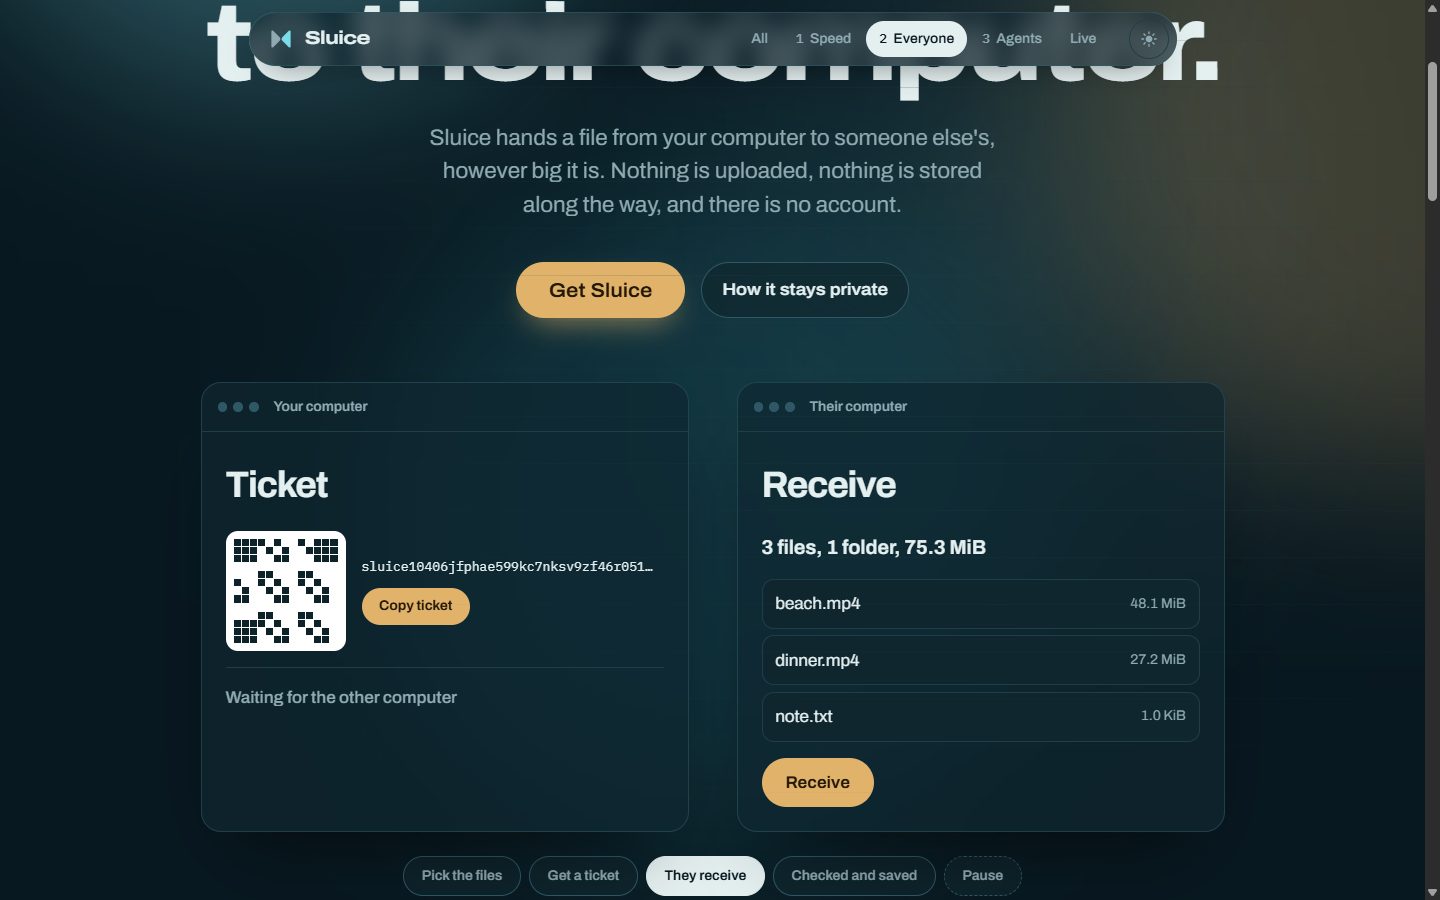 to their computer.
Sluice
All
1 Speed
2 Everyone
3 Agents
Live
Sluice hands a file from your computer to someone else's,
however big it is. Nothing is uploaded, nothing is stored
along the way, and there is no account.
Get Sluice
How it stays private
Your computer
Ticket
sluice10406jfphae599kc7nksv9zf46r051…
Copy ticket
Waiting for the other computer
Their computer
Receive
3 files, 1 folder, 75.3 MiB
beach.mp4 48.1 MiB
dinner.mp4 27.2 MiB
note.txt 1.0 KiB
Receive
Pick the files
Get a ticket
They receive
Checked and saved
Pause